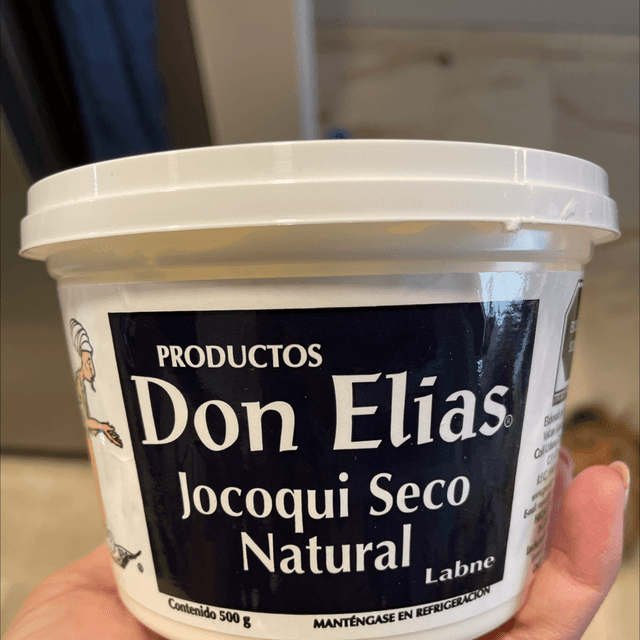 PRODUCTOS
Don Elias®
Jocoqui Seco
Natural
Labne
Contenido 500 g
MANTÉNGASE EN REFRIGERACIÓN